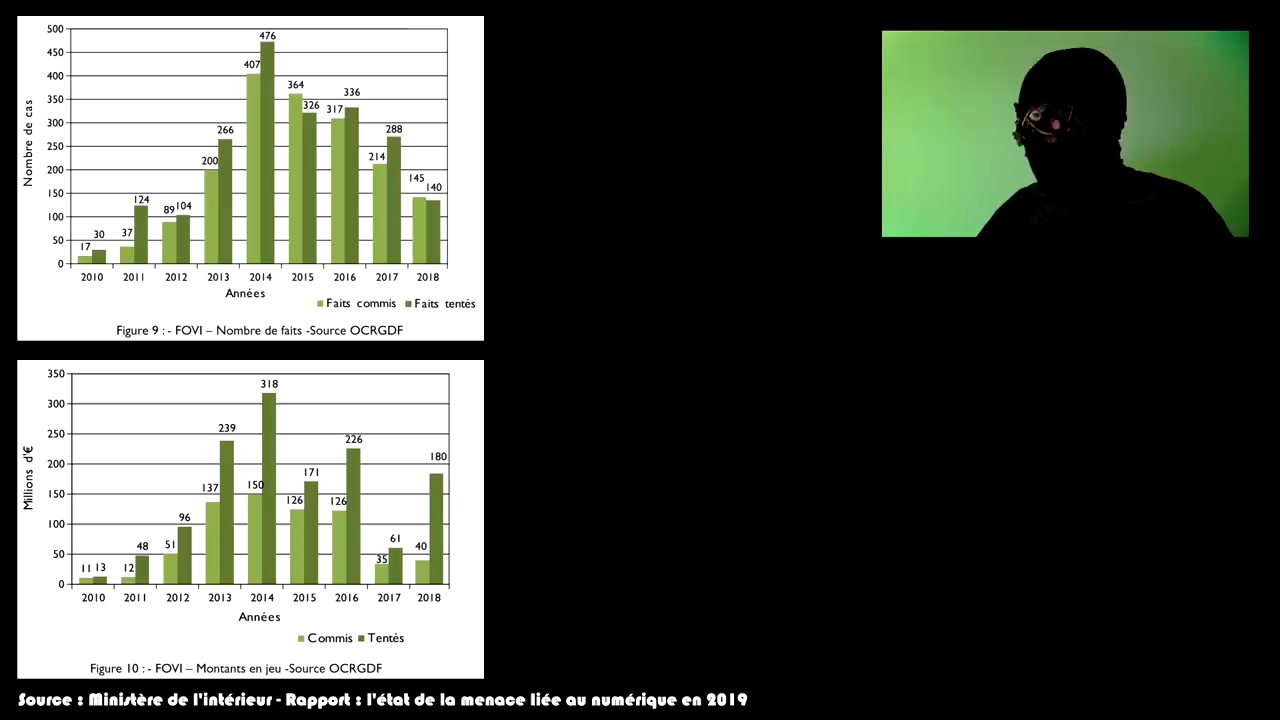 500
450
400
350
300
250
200
150
100
50
0
Nombre de cas
17 30 37 124 89 104 200 266 407 476 364 326 317 336 214 288 145 140
2010 2011 2012 2013 2014 2015 2016 2017 2018
Années
Faits commis Faits tentés
Figure 9 : - FOVI – Nombre de faits -Source OCRGDF
350
300
250
200
150
100
50
0
Millions d'€
11 13 12 48 51 96 137 239 150 318 126 171 126 226 35 61 40 180
2010 2011 2012 2013 2014 2015 2016 2017 2018
Années
Commis Tentés
Figure 10 : - FOVI – Montants en jeu -Source OCRGDF
Source : Ministère de l'intérieur - Rapport : l'état de la menace liée au numérique en 2019